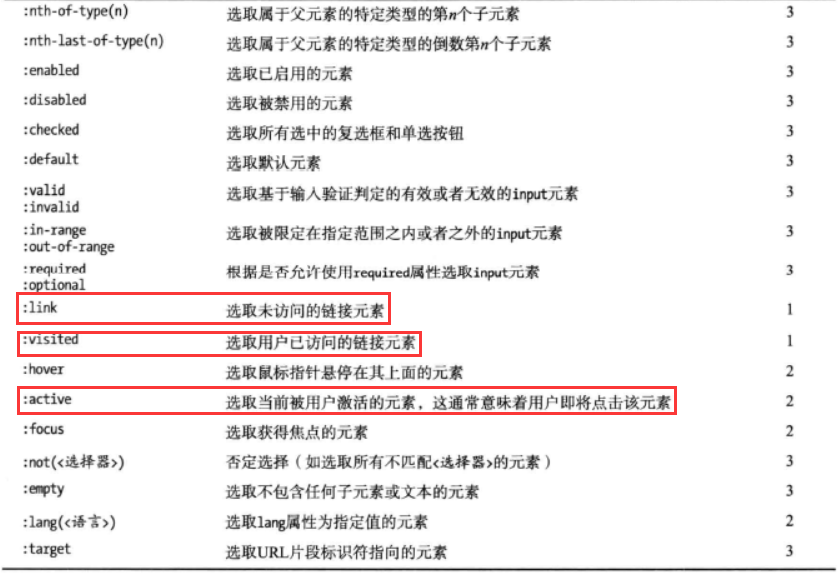 :nth-of-type(n) 选取属于父元素的特定类型的第n个子元素 3
:nth-last-of-type(n) 选取属于父元素的特定类型的倒数第n个子元素 3
:enabled 选取已启用的元素 3
:disabled 选取被禁用的元素 3
:checked 选取所有选中的复选框和单选按钮 3
:default 选取默认元素 3
:valid 选取基于输入验证判定的有效或者无效的input元素 3
:invalid
:in-range 选取被限定在指定范围之内或者之外的input元素 3
:out-of-range
:required 根据是否允许使用required属性选取input元素 3
:optional
:link 选取未访问的链接元素 1
:visited 选取用户已访问的链接元素 1
:hover 选取鼠标指针悬停在其上面的元素 2
:active 选取当前被用户激活的元素，这通常意味着用户即将点击该元素 2
:focus 选取获得焦点的元素 2
:not(<选择器>) 否定选择（如选取所有不匹配<选择器>的元素） 3
:empty 选取不包含任何子元素或文本的元素 3
:lang(<语言>) 选取lang属性为指定值的元素 2
:target 选取URL片段标识符指向的元素 3